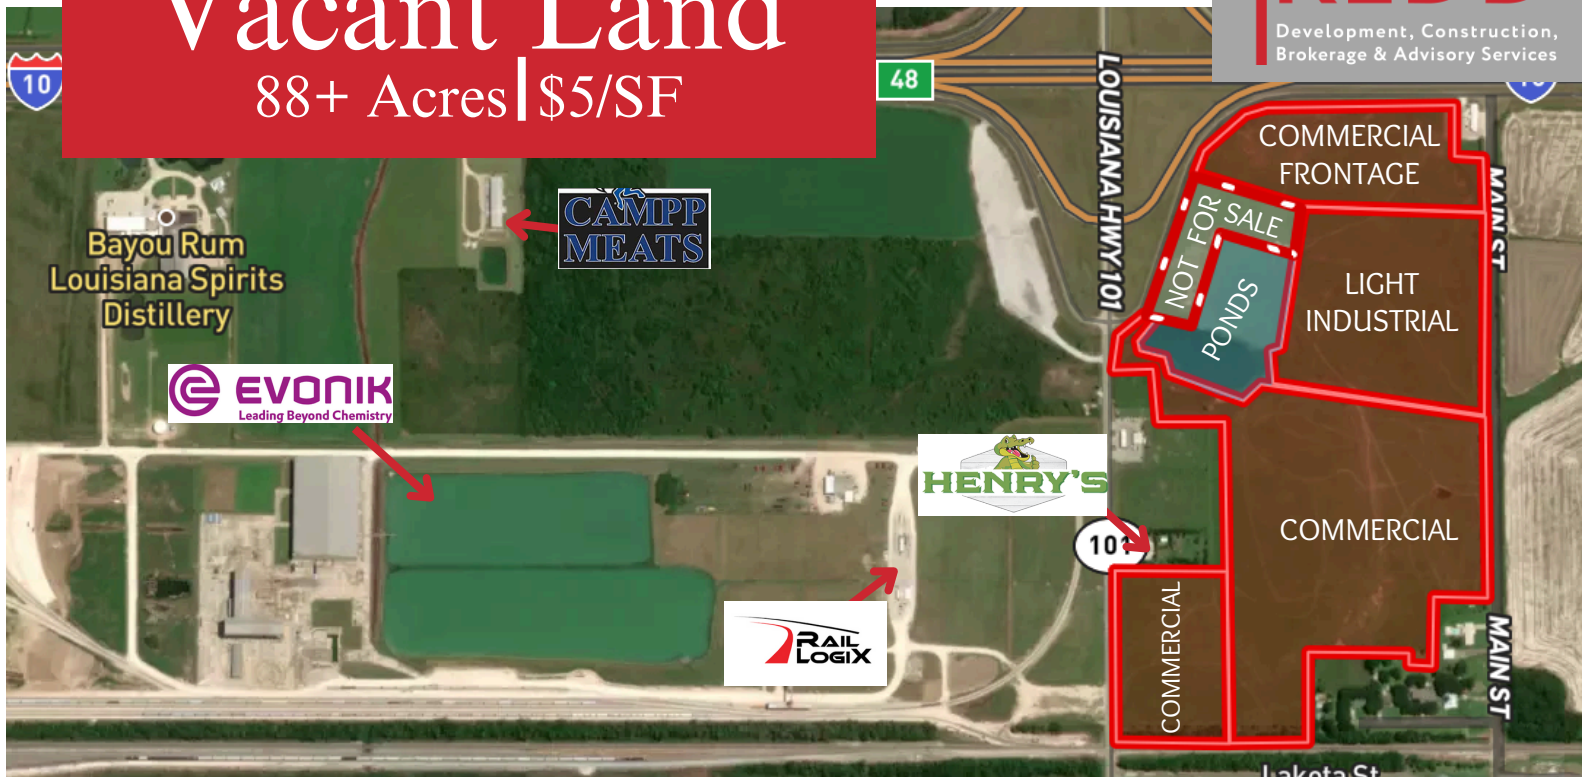 Vacant Land
88+ Acres | $5/SF
Development, Construction,
Brokerage & Advisory Services
10
48
LOUISIANA HWY 101
COMMERCIAL
FRONTAGE
MAIN ST
NOT FOR SALE
PONDS
LIGHT
INDUSTRIAL
CAMPP
MEATS
Bayou Rum
Louisiana Spirits
Distillery
EVONIK
Leading Beyond Chemistry
HENRY'S
101
COMMERCIAL
COMMERCIAL
RAIL
LOGIX
MAIN ST
Laketa St